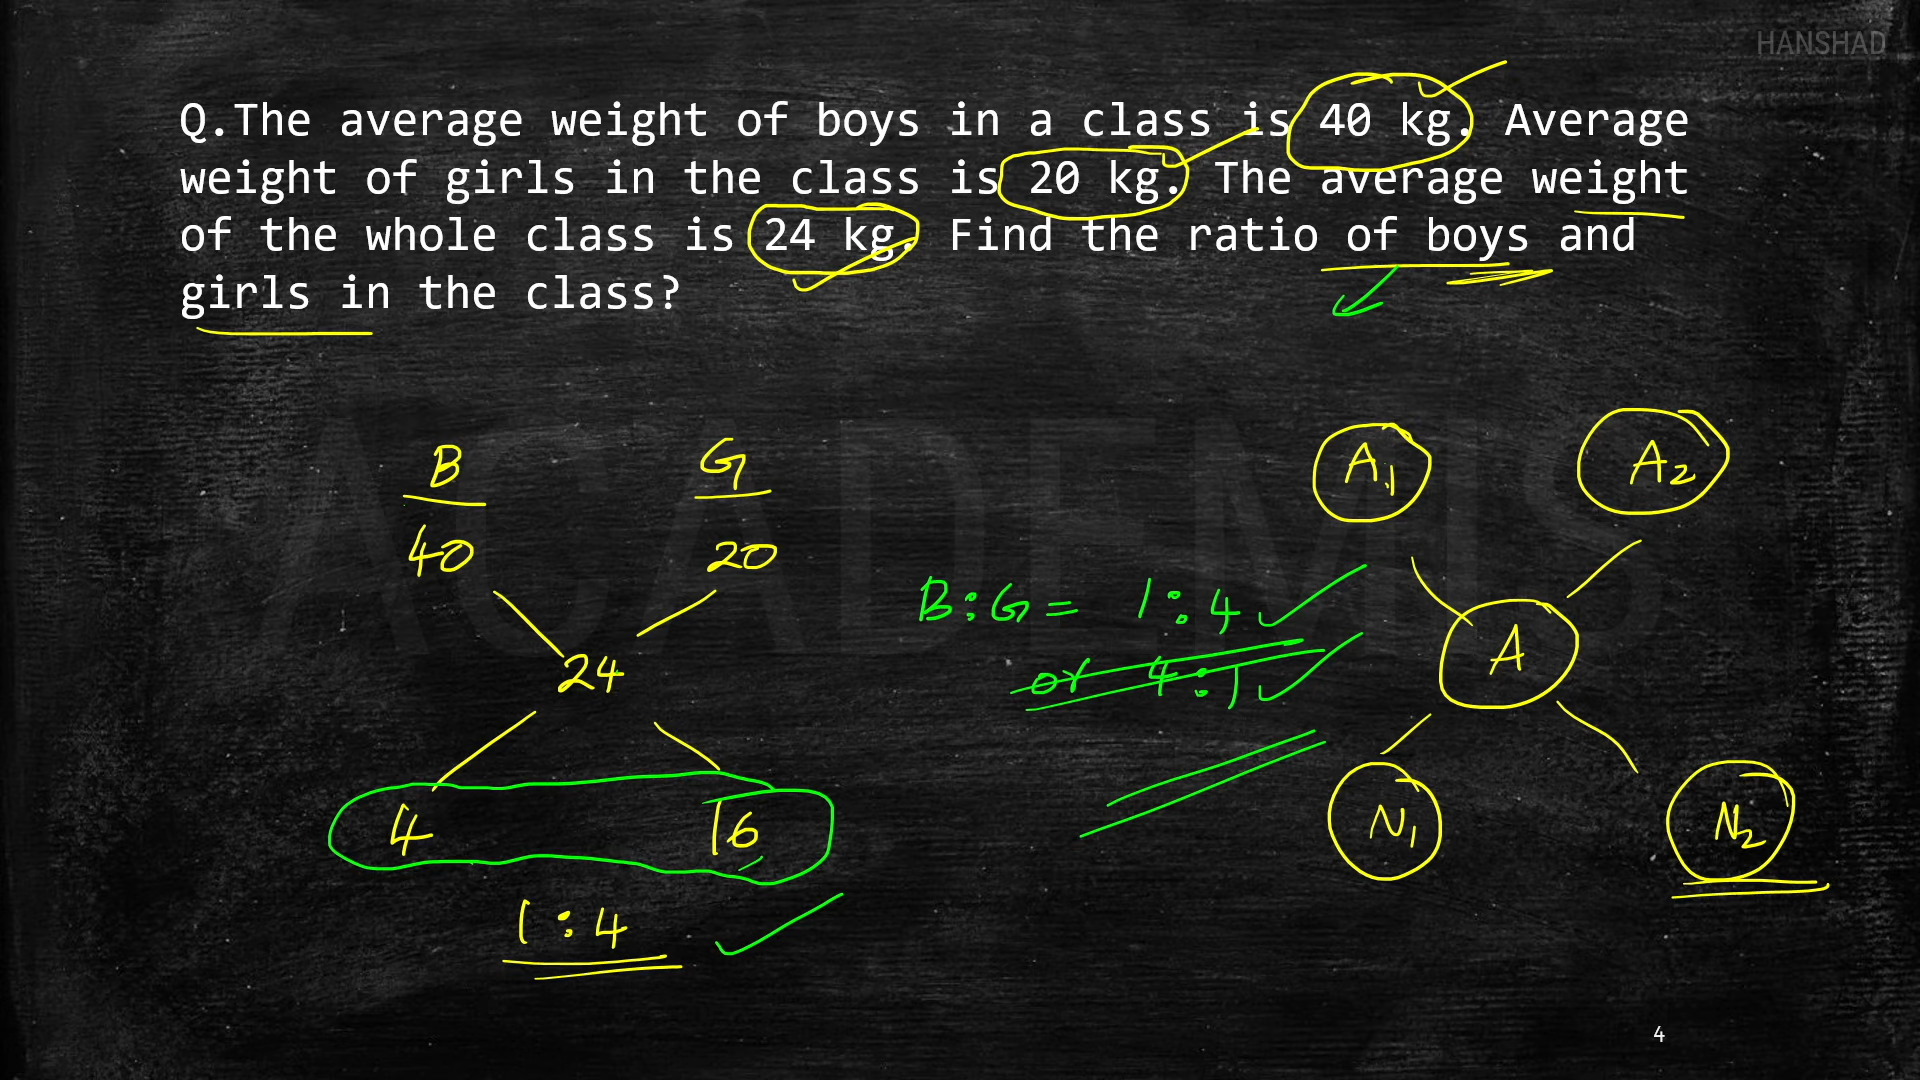 HANSHAD
Q.The average weight of boys in a class is 40 kg. Average
weight of girls in the class is 20 kg. The average weight
of the whole class is 24 kg. Find the ratio of boys and
girls in the class?
ACADEMIS
B G
40 20
24
4 16
1:4
B:G= 1:4
or 4:1
A1 A2
A
N1 N2
4